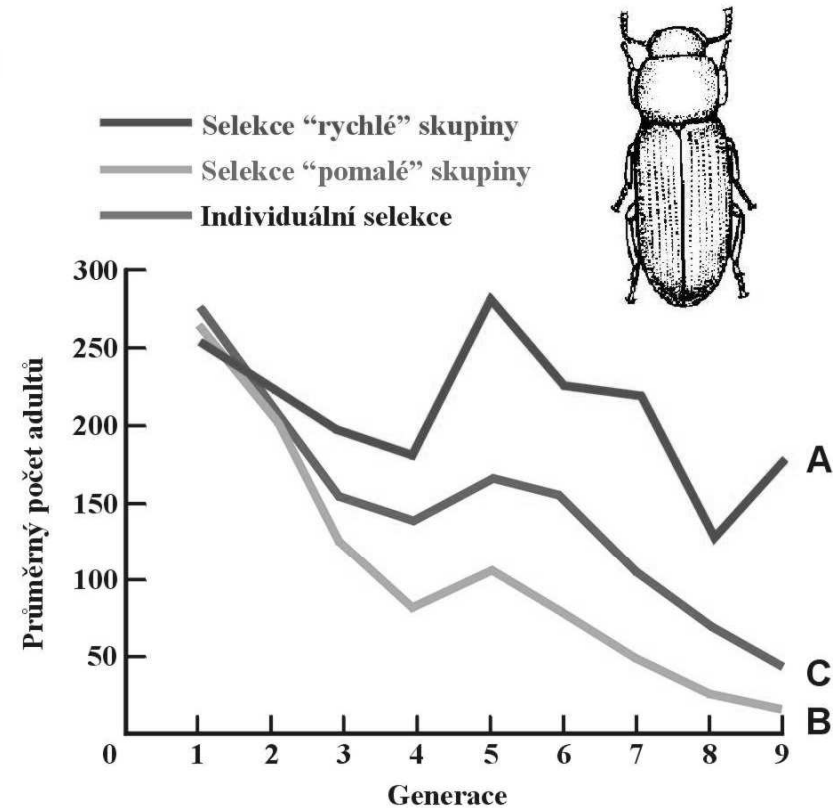 Selekce “rychlé” skupiny
Selekce “pomalé” skupiny
Individuální selekce
300
250
200
150
100
50
0
Průměrný počet adultů
A
C
B
1 2 3 4 5 6 7 8 9
Generace